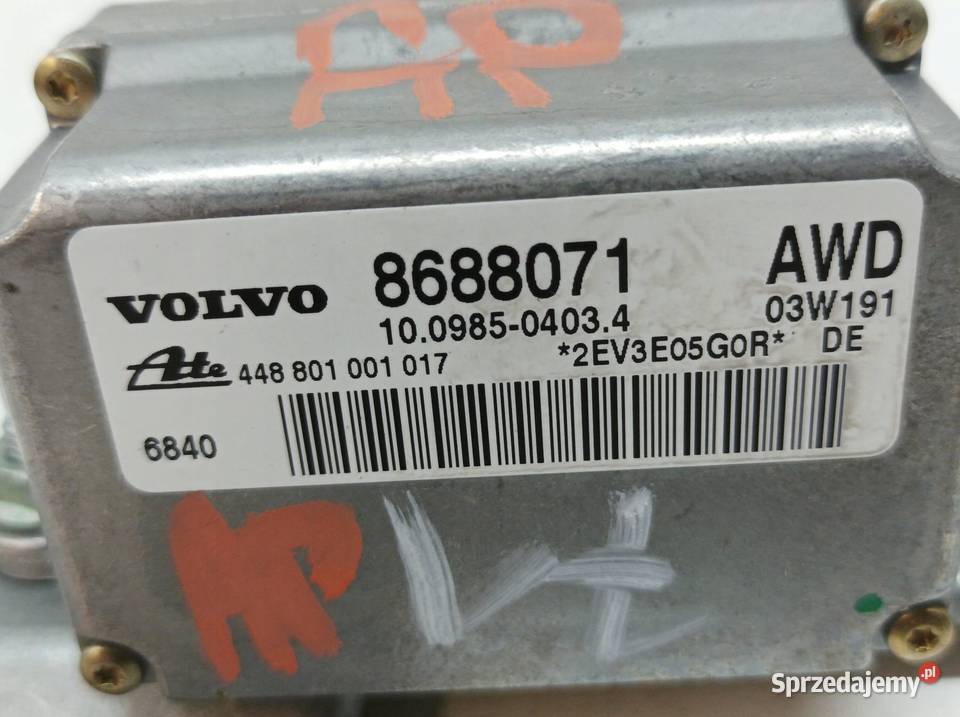 AP
VOLVO 8688071 AWD
10.0985-0403.4 03W191
Ate 448 801 001 017 *2EV3E05G0R* DE
6840
AP
Sprzedajemy.pl